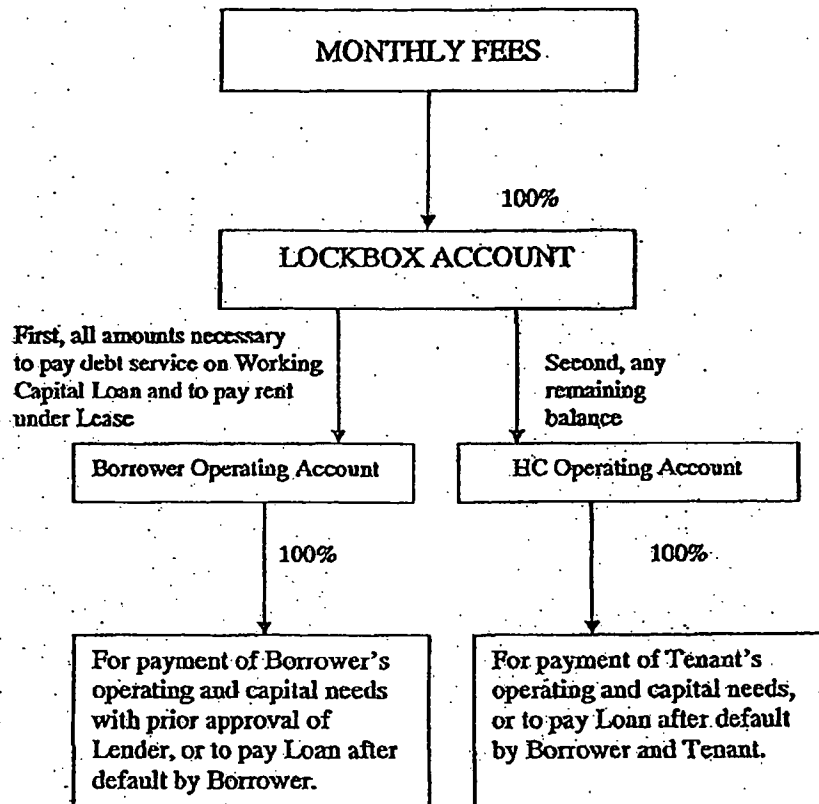 MONTHLY FEES
100%
LOCKBOX ACCOUNT
First, all amounts necessary
to pay debt service on Working
Capital Loan and to pay rent
under Lease
Second, any
remaining
balance
Borrower Operating Account
HC Operating Account
100%
100%
For payment of Borrower's
operating and capital needs
with prior approval of
Lender, or to pay Loan after
default by Borrower.
For payment of Tenant's
operating and capital needs,
or to pay Loan after default
by Borrower and Tenant.